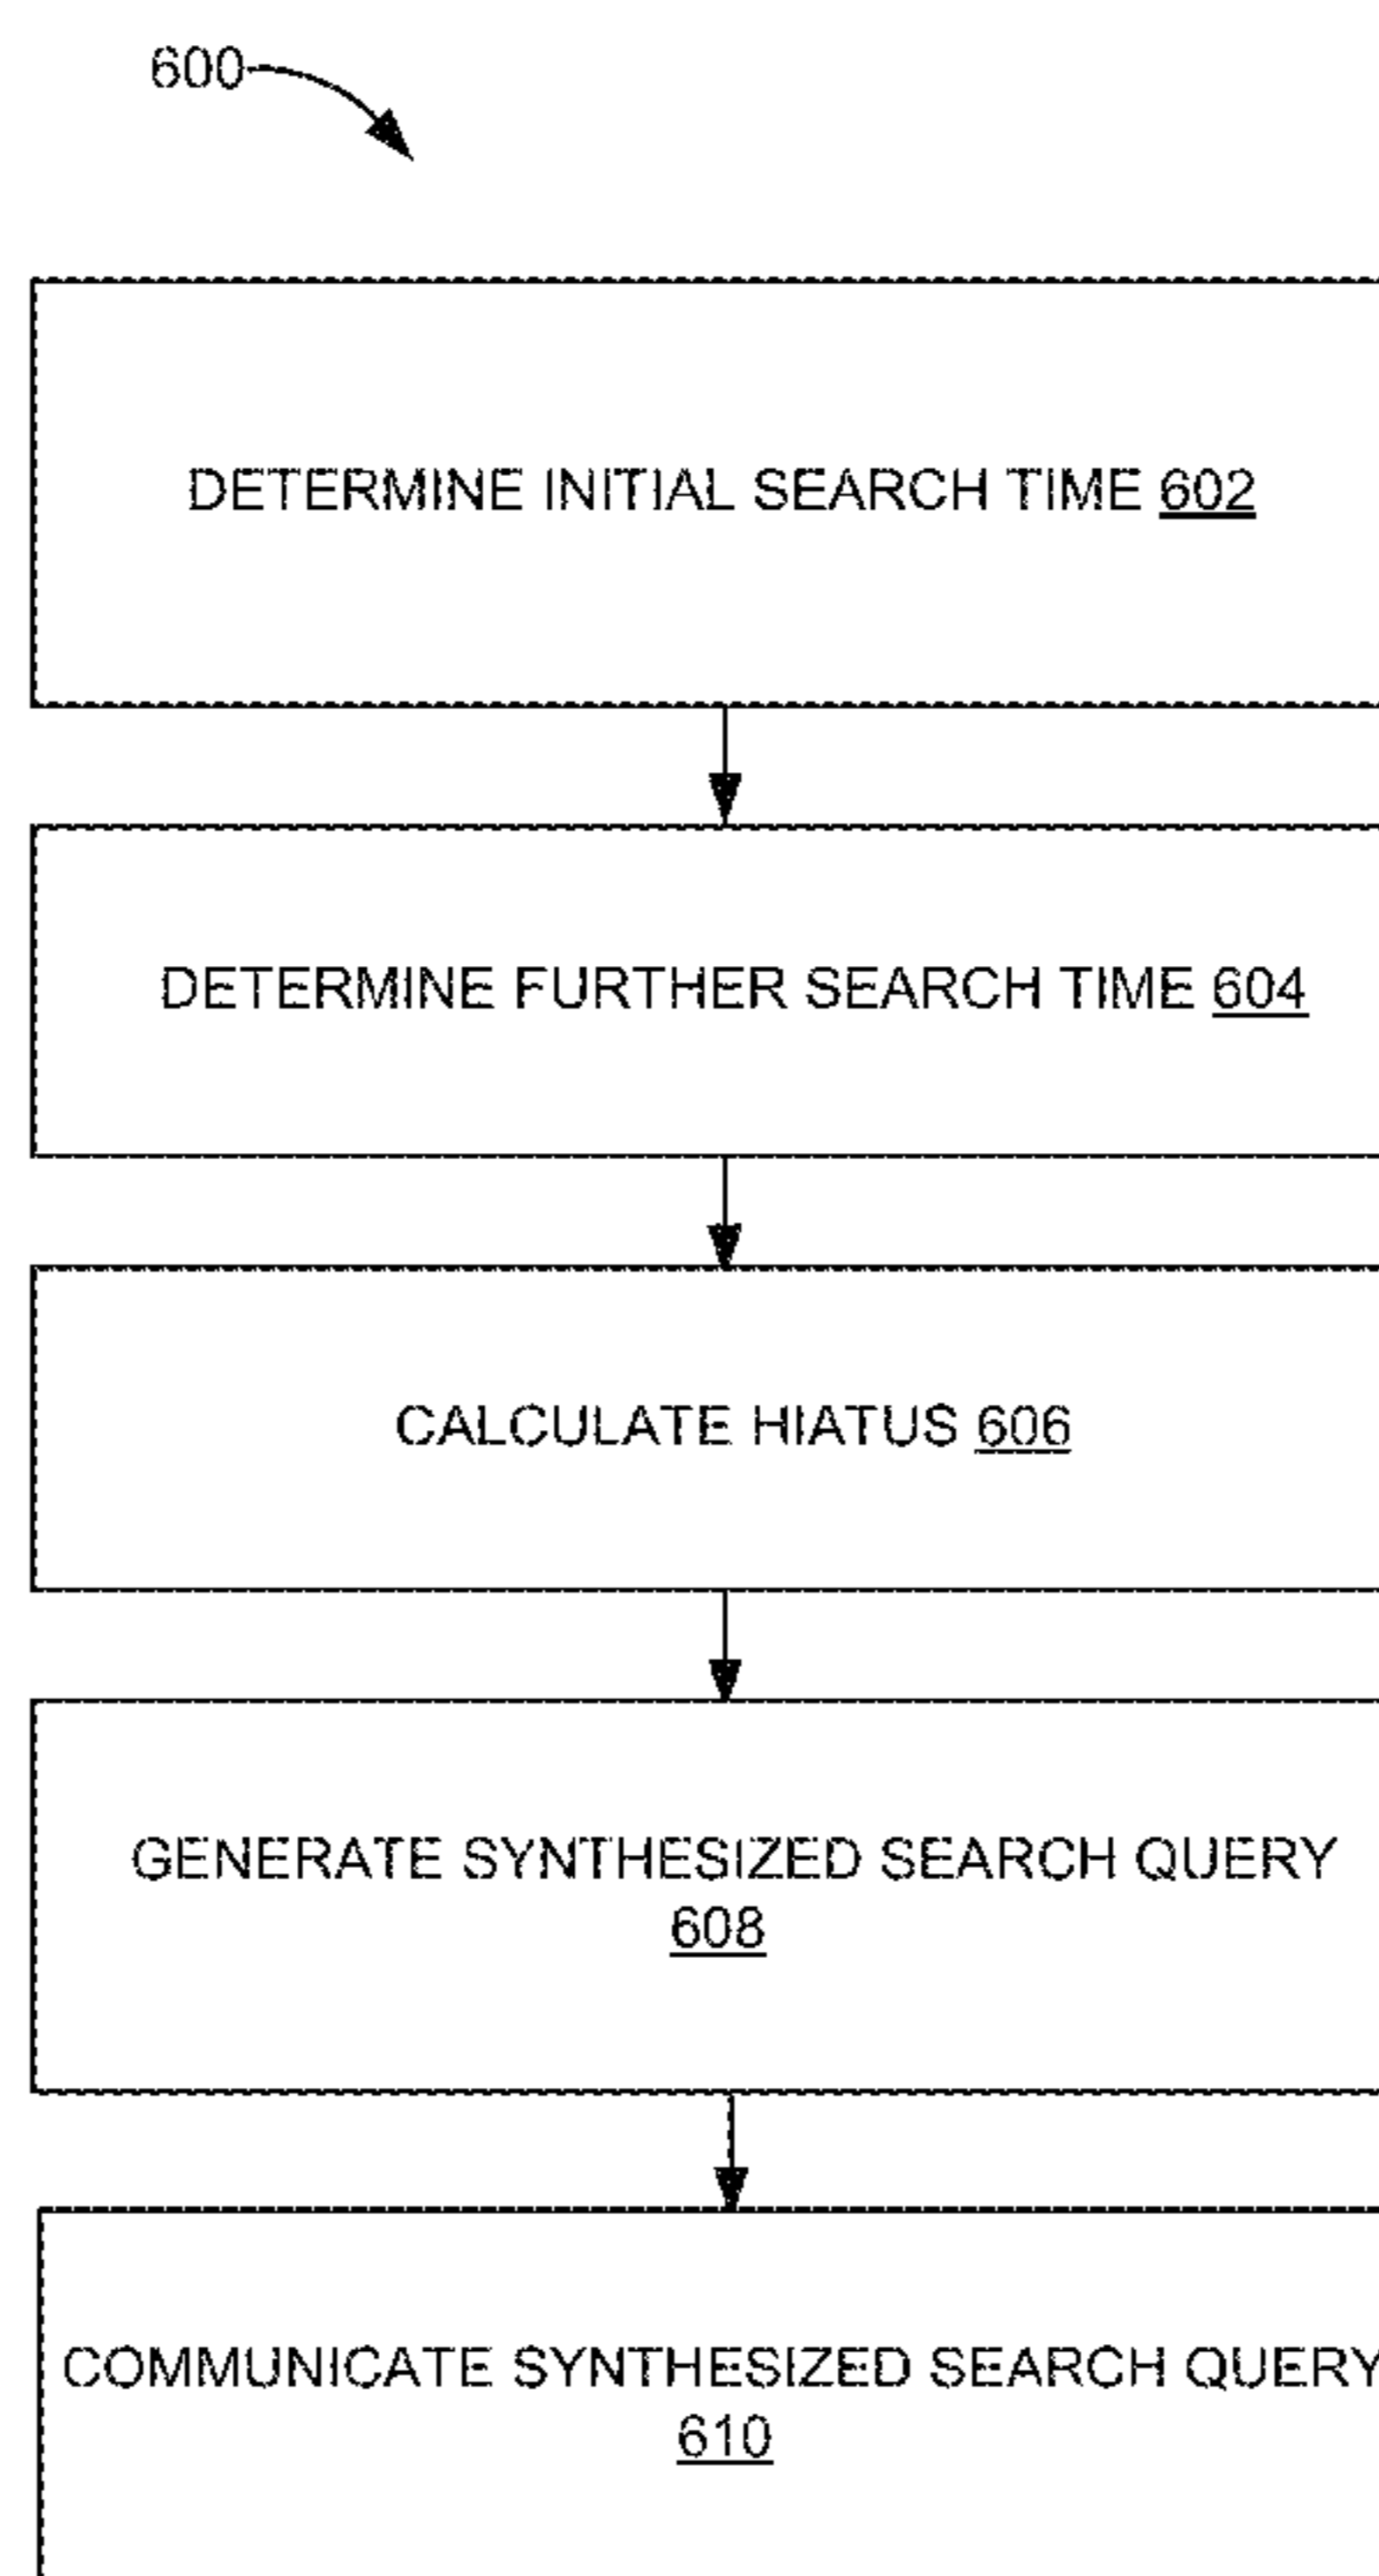 600
DETERMINE INITIAL SEARCH TIME 602
DETERMINE FURTHER SEARCH TIME 604
CALCULATE HIATUS 606
GENERATE SYNTHESIZED SEARCH QUERY
608
COMMUNICATE SYNTHESIZED SEARCH QUERY
610